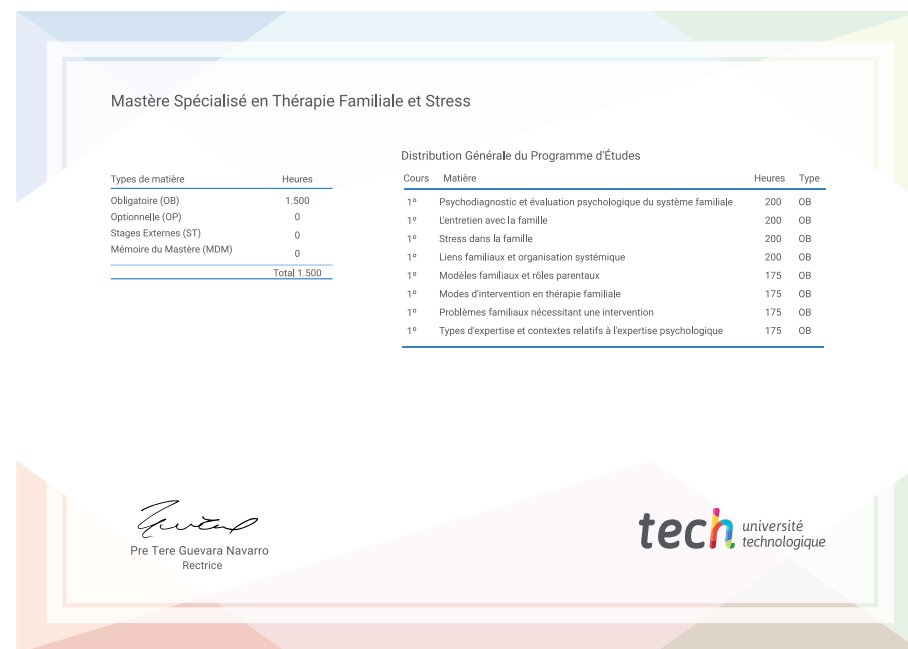 Mastère Spécialisé en Thérapie Familiale et Stress
Types de matière Heures
Obligatoire (OB) 1.500
Optionnelle (OP) 0
Stages Externes (ST) 0
Mémoire du Mastère (MDM) 0
Total 1.500
Distribution Générale du Programme d'Études
Cours Matière Heures Type
1º Psychodiagnostic et évaluation psychologique du système familiale 200 OB
1º L'entretien avec la famille 200 OB
1º Stress dans la famille 200 OB
1º Liens familiaux et organisation systémique 200 OB
1º Modèles familiaux et rôles parentaux 175 OB
1º Modes d'intervention en thérapie familiale 175 OB
1º Problèmes familiaux nécessitant une intervention 175 OB
1º Types d'expertise et contextes relatifs à l'expertise psychologique 175 OB
Pre Tere Guevara Navarro
Rectrice
tech université
technologique